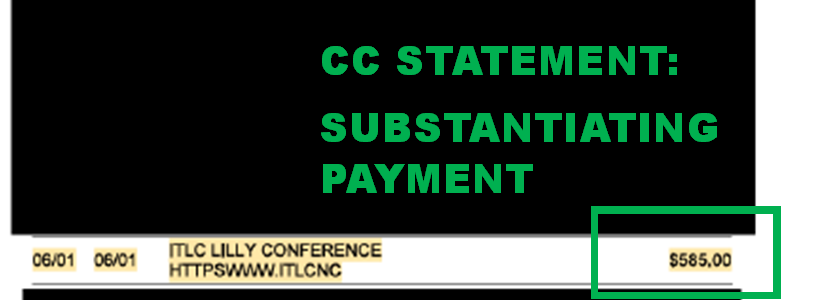 CC STATEMENT:
SUBSTANTIATING
PAYMENT
06/01 06/01 ITLC LILLY CONFERENCE $585.00
HTTPSWWW.ITLCNC